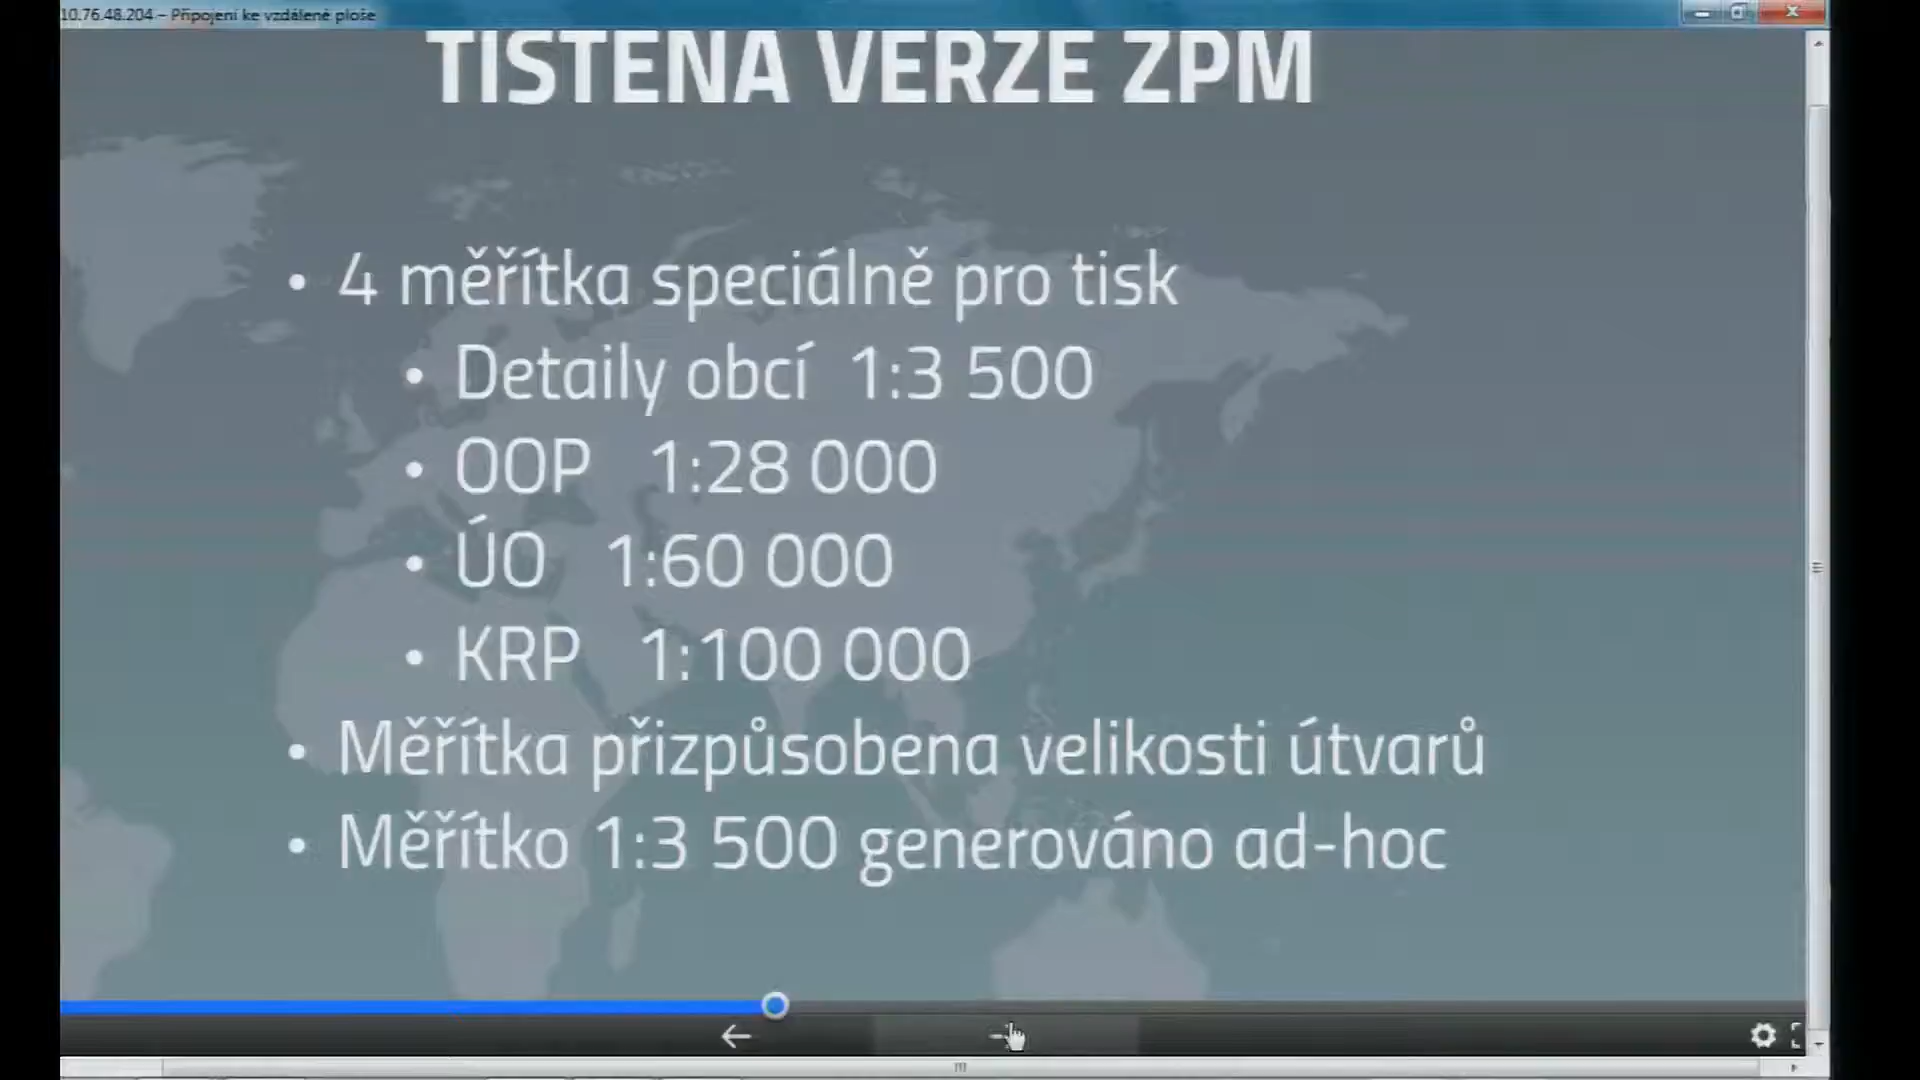 10.76.48.204 – Připojení ke vzdálené ploše
TIŠTĚNÁ VERZE ZPM
• 4 měřítka speciálně pro tisk
• Detaily obcí 1:3 500
• OOP 1:28 000
• ÚO 1:60 000
• KRP 1:100 000
• Měřítka přizpůsobena velikosti útvarů
• Měřítko 1:3 500 generováno ad-hoc